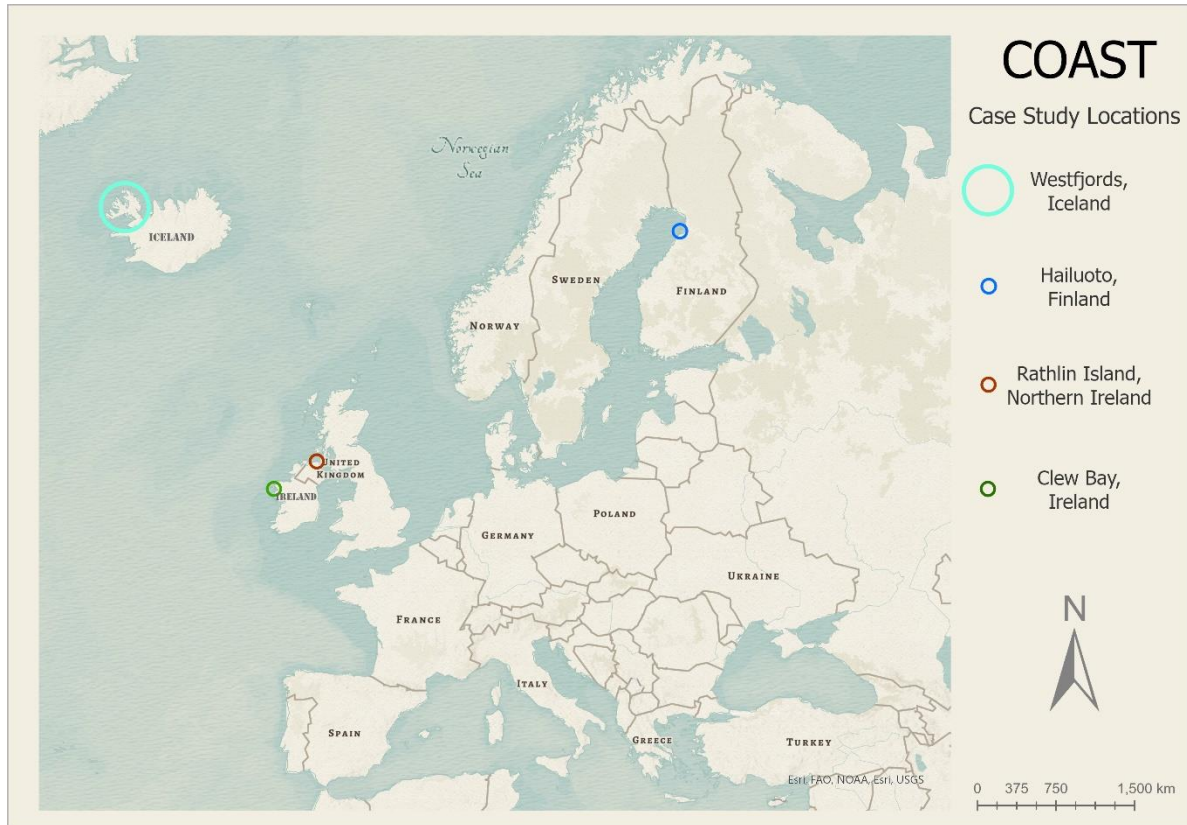 COAST
Case Study Locations
Westfjords,
Iceland
Hailuoto,
Finland
Rathlin Island,
Northern Ireland
Clew Bay,
Ireland
N
0 375 750 1,500 km
Norwegian
Sea
ICELAND
SWEDEN
FINLAND
NORWAY
UNITED
KINGDOM
IRELAND
POLAND
GERMANY
UKRAINE
FRANCE
ITALY
SPAIN
GREECE
TURKEY
Esri, FAO, NOAA, Esri, USGS